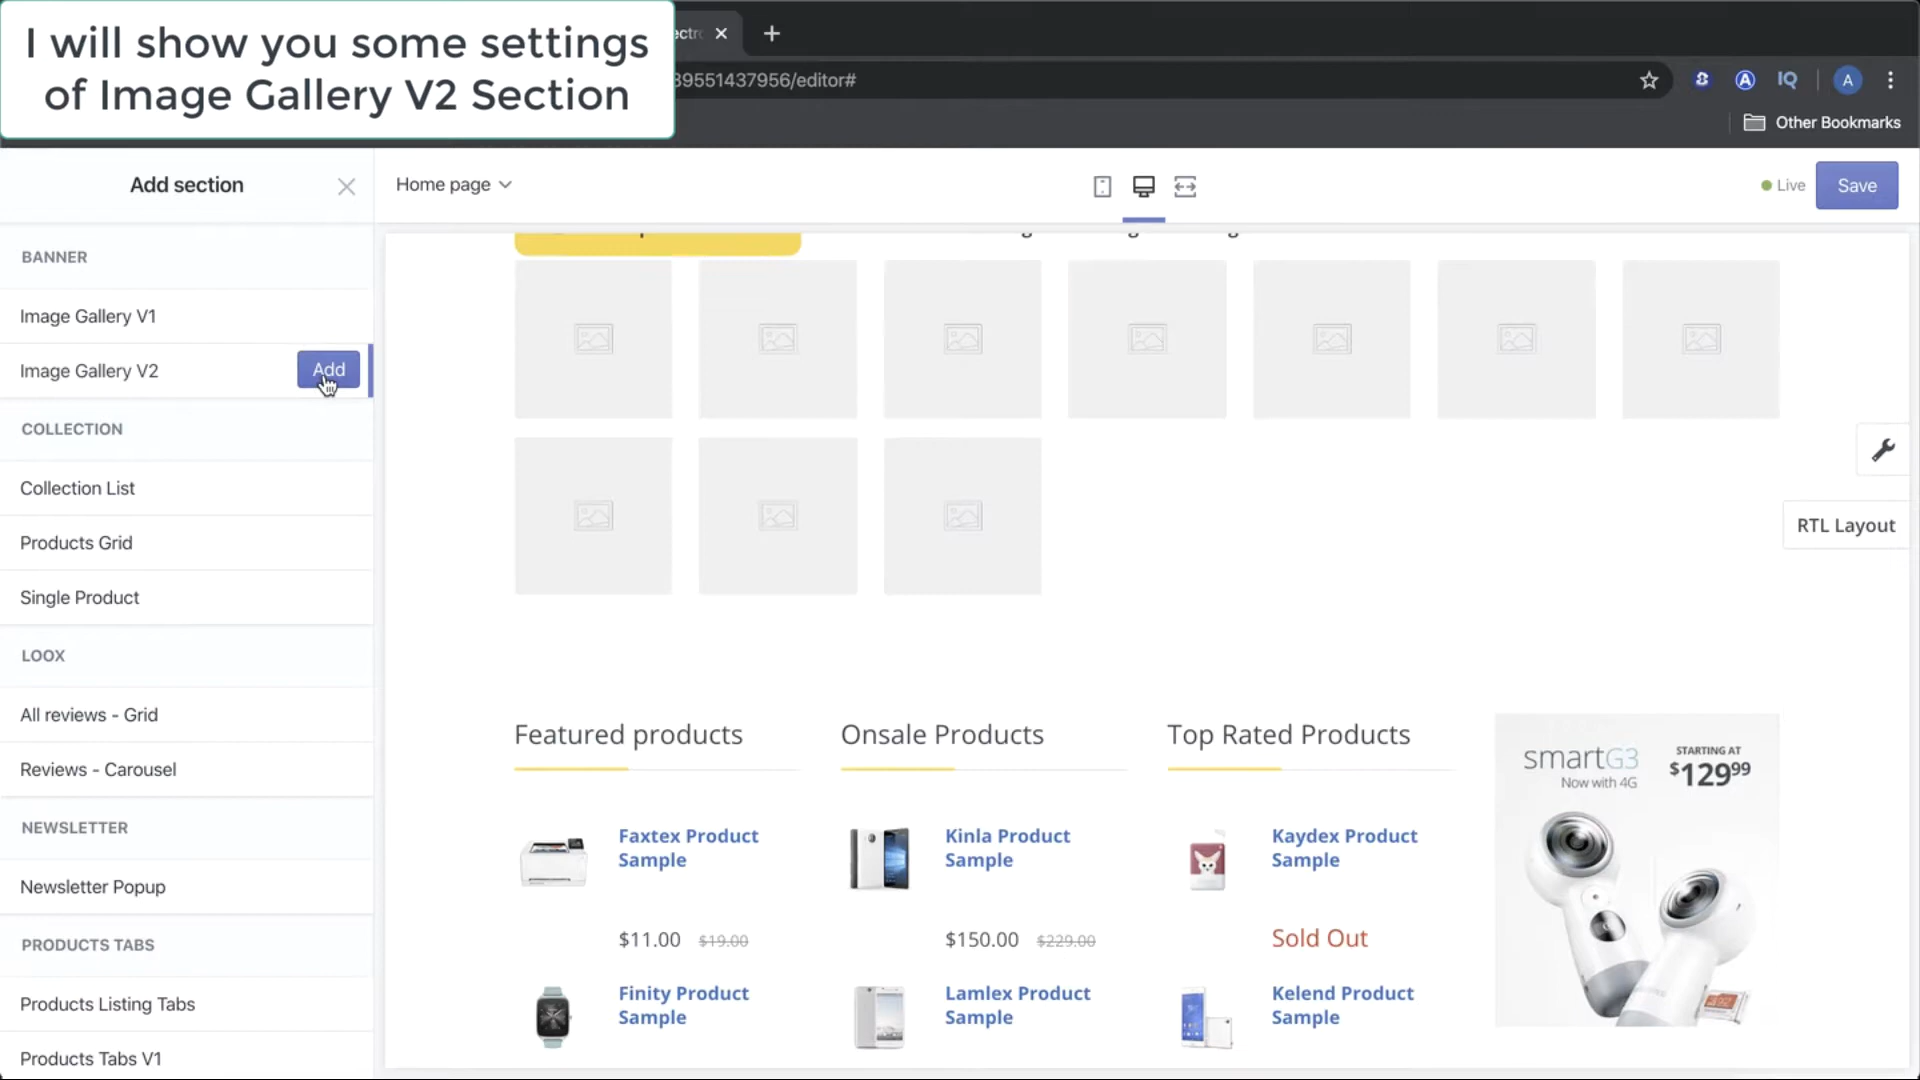 I will show you some settings
of Image Gallery V2 Section
ectr
39551437956/editor#
A
IQ
A
Other Bookmarks
Add section
Home page
Live
Save
BANNER
Image Gallery V1
Image Gallery V2
Add
COLLECTION
Collection List
Products Grid
Single Product
LOOX
All reviews - Grid
Reviews - Carousel
NEWSLETTER
Newsletter Popup
PRODUCTS TABS
Products Listing Tabs
Products Tabs V1
RTL Layout
Featured products
Onsale Products
Top Rated Products
Faxtex Product
Sample
$11.00 $19.00
Finity Product
Sample
Kinla Product
Sample
$150.00 $229.00
Lamlex Product
Sample
Kaydex Product
Sample
Sold Out
Kelend Product
Sample
smartG3
Now with 4G
STARTING AT
$12999